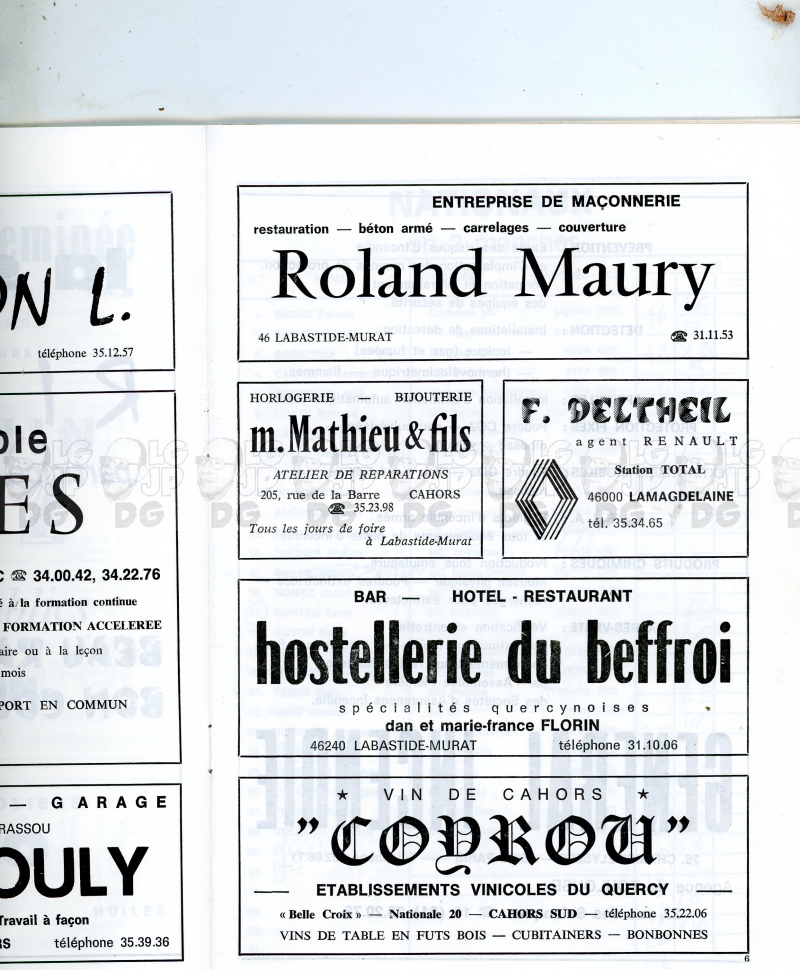 ON L.
téléphone 35.12.57
ple
ES
C ☎ 34.00.42, 34.22.76
é à la formation continue
FORMATION ACCELEREE
aire ou à la leçon
mois
PORT EN COMMUN
— GARAGE
RASSOU
OULY
Travail à façon
RS téléphone 35.39.36
ENTREPRISE DE MAÇONNERIE
restauration — béton armé — carrelages — couverture
Roland Maury
46 LABASTIDE-MURAT ☎ 31.11.53
HORLOGERIE — BIJOUTERIE
m. Mathieu & fils
ATELIER DE REPARATIONS
205, rue de la Barre CAHORS
☎ 35.23.98
Tous les jours de foire
à Labastide-Murat
F. DELTHEIL
agent RENAULT
Station TOTAL
46000 LAMAGDELAINE
tél. 35.34.65
BAR — HOTEL - RESTAURANT
hostellerie du beffroi
spécialités quercynoises
dan et marie-france FLORIN
46240 LABASTIDE-MURAT téléphone 31.10.06
★ VIN DE CAHORS ★
"COYROU"
— ETABLISSEMENTS VINICOLES DU QUERCY —
« Belle Croix » — Nationale 20 — CAHORS SUD — téléphone 35,22.06
VINS DE TABLE EN FUTS BOIS — CUBITAINERS — BONBONNES
6